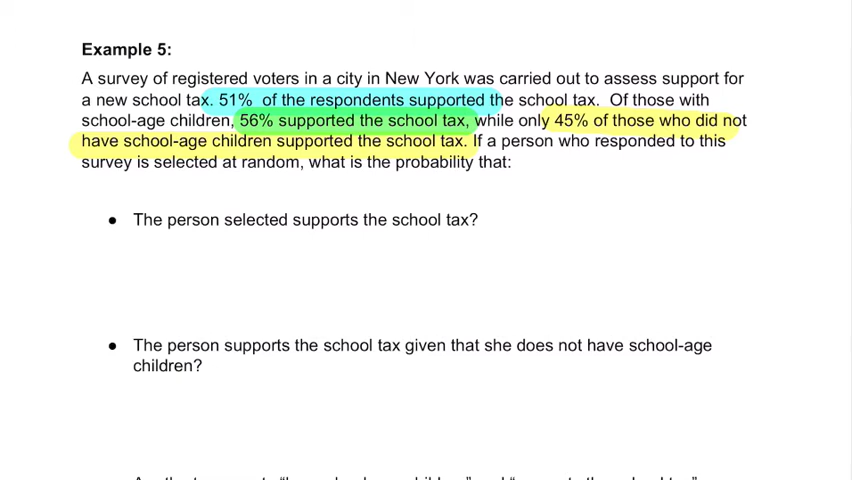 Example 5:
A survey of registered voters in a city in New York was carried out to assess support for
a new school tax. 51% of the respondents supported the school tax. Of those with
school-age children, 56% supported the school tax, while only 45% of those who did not
have school-age children supported the school tax. If a person who responded to this
survey is selected at random, what is the probability that:
● The person selected supports the school tax?
● The person supports the school tax given that she does not have school-age
children?